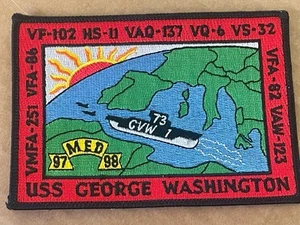 VF-102 HS-11 VAQ-137 VQ-6 VS-32
VMFA-251 VFA-86
VFA-82 VAW-123
73
CVW 1
MED
97 98
USS GEORGE WASHINGTON